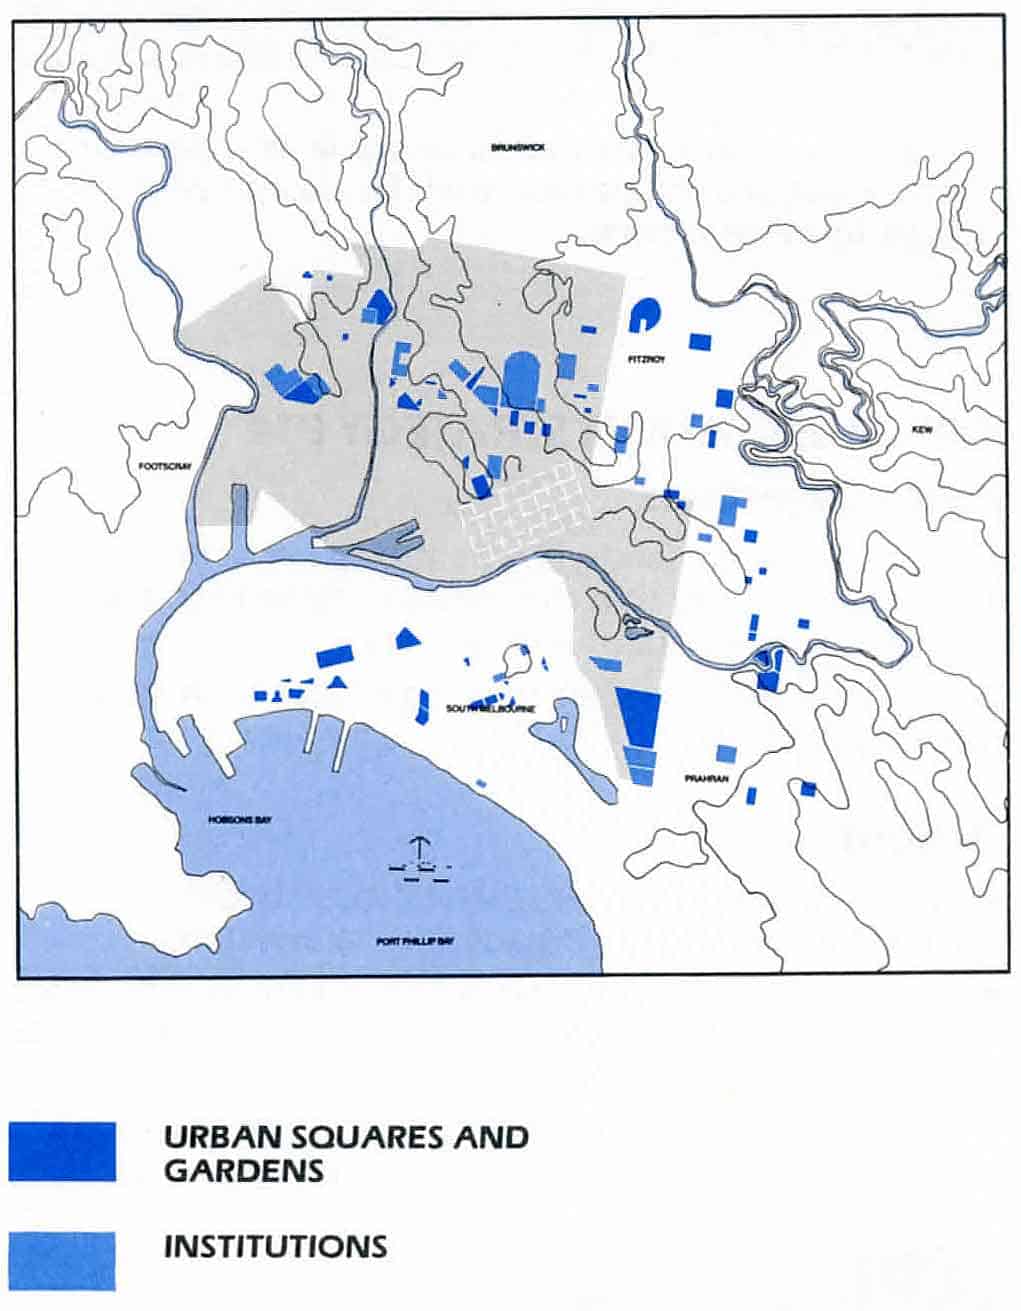 BRUNSWICK
FITZROY
KEW
FOOTSCRAY
SOUTH MELBOURNE
PRAHRAN
HOBSONS BAY
PORT PHILLIP BAY
URBAN SQUARES AND
GARDENS
INSTITUTIONS